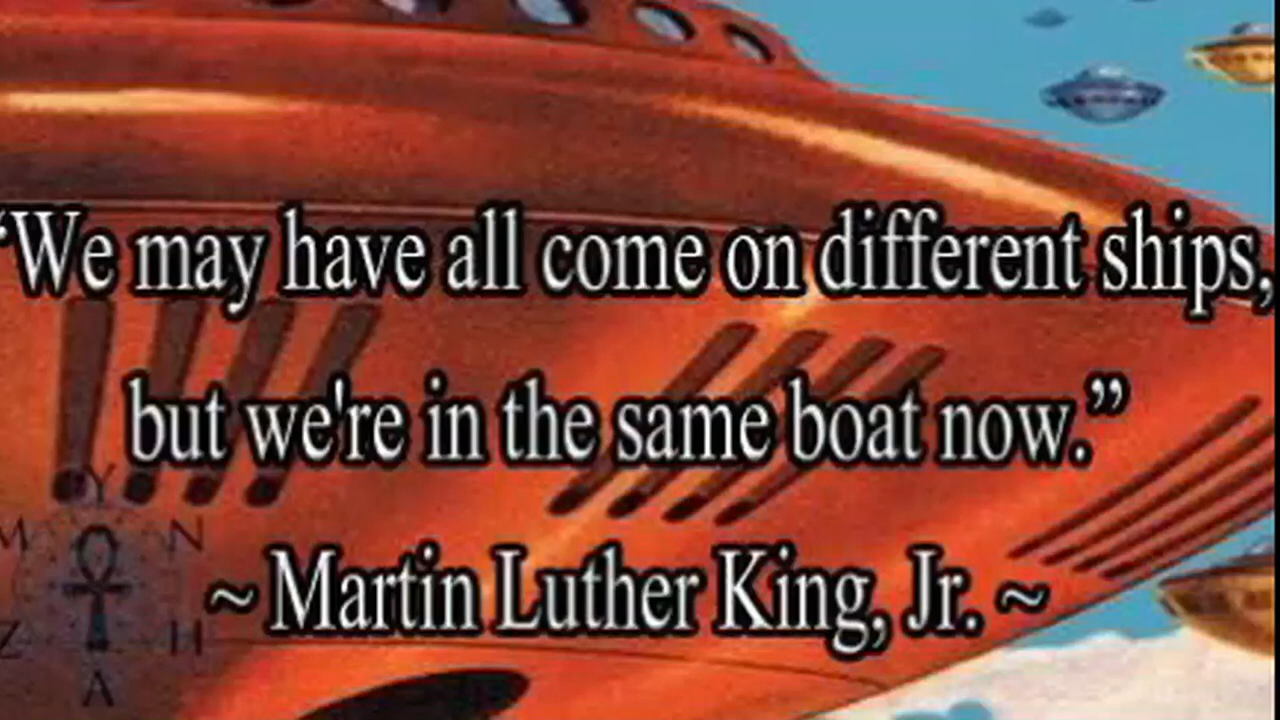 “We may have all come on different ships,
but we're in the same boat now.”
~ Martin Luther King, Jr. ~
Y
M N
Z H
A